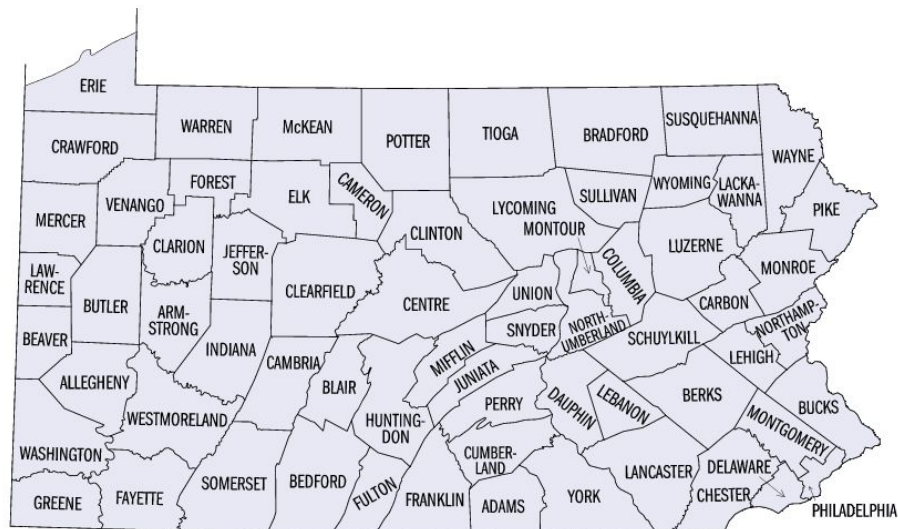 ERIE
WARREN
McKEAN
POTTER
TIOGA
BRADFORD
SUSQUEHANNA
CRAWFORD
WAYNE
FOREST
ELK
CAMERON
SULLIVAN
WYOMING
LACKA-
WANNA
VENANGO
MERCER
LYCOMING
PIKE
MONTOUR
CLINTON
CLARION
JEFFER-
SON
COLUMBIA
LUZERNE
LAW-
RENCE
MONROE
CLEARFIELD
CENTRE
UNION
BUTLER
ARM-
STRONG
CARBON
NORTHAMP-
TON
BEAVER
SNYDER
NORTH-
UMBERLAND
SCHUYLKILL
INDIANA
MIFFLIN
LEHIGH
CAMBRIA
ALLEGHENY
BLAIR
JUNIATA
BERKS
BUCKS
PERRY
DAUPHIN
LEBANON
WESTMORELAND
HUNTING-
DON
MONTGOMERY
WASHINGTON
CUMBER-
LAND
LANCASTER
DELAWARE
SOMERSET
BEDFORD
FULTON
FRANKLIN
ADAMS
YORK
CHESTER
GREENE
FAYETTE
PHILADELPHIA